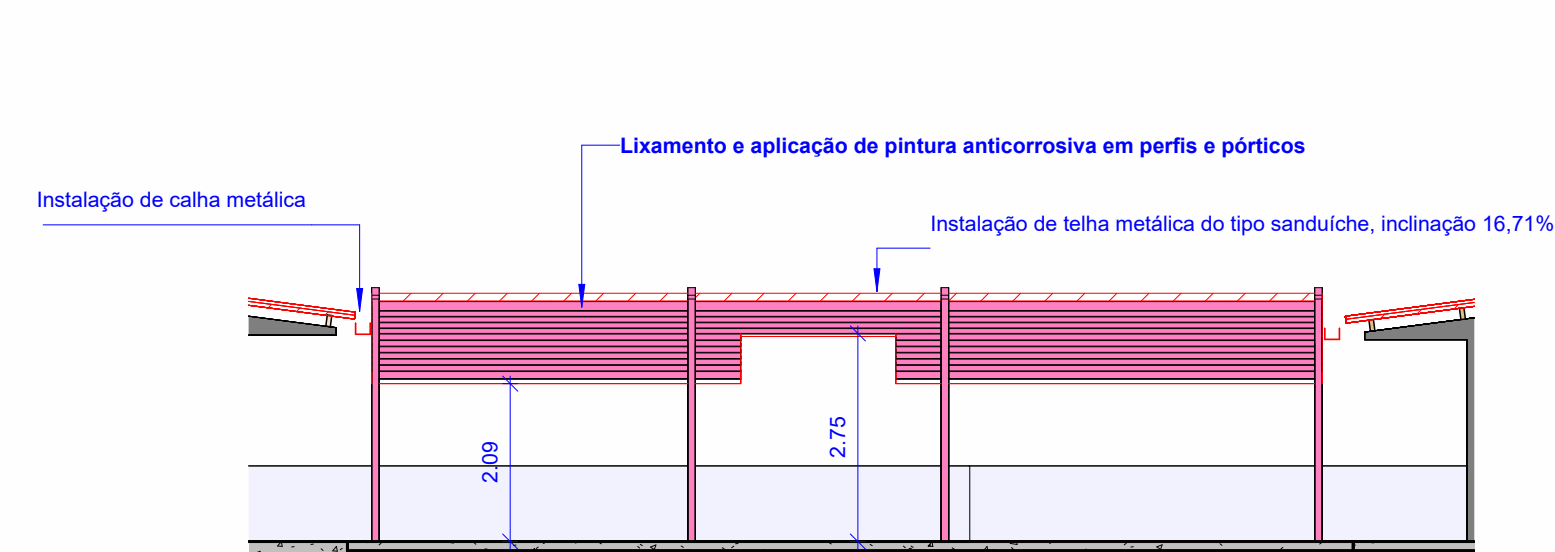 Lixamento e aplicação de pintura anticorrosiva em perfis e pórticos
Instalação de calha metálica
Instalação de telha metálica do tipo sanduíche, inclinação 16,71%
2.09
2.75